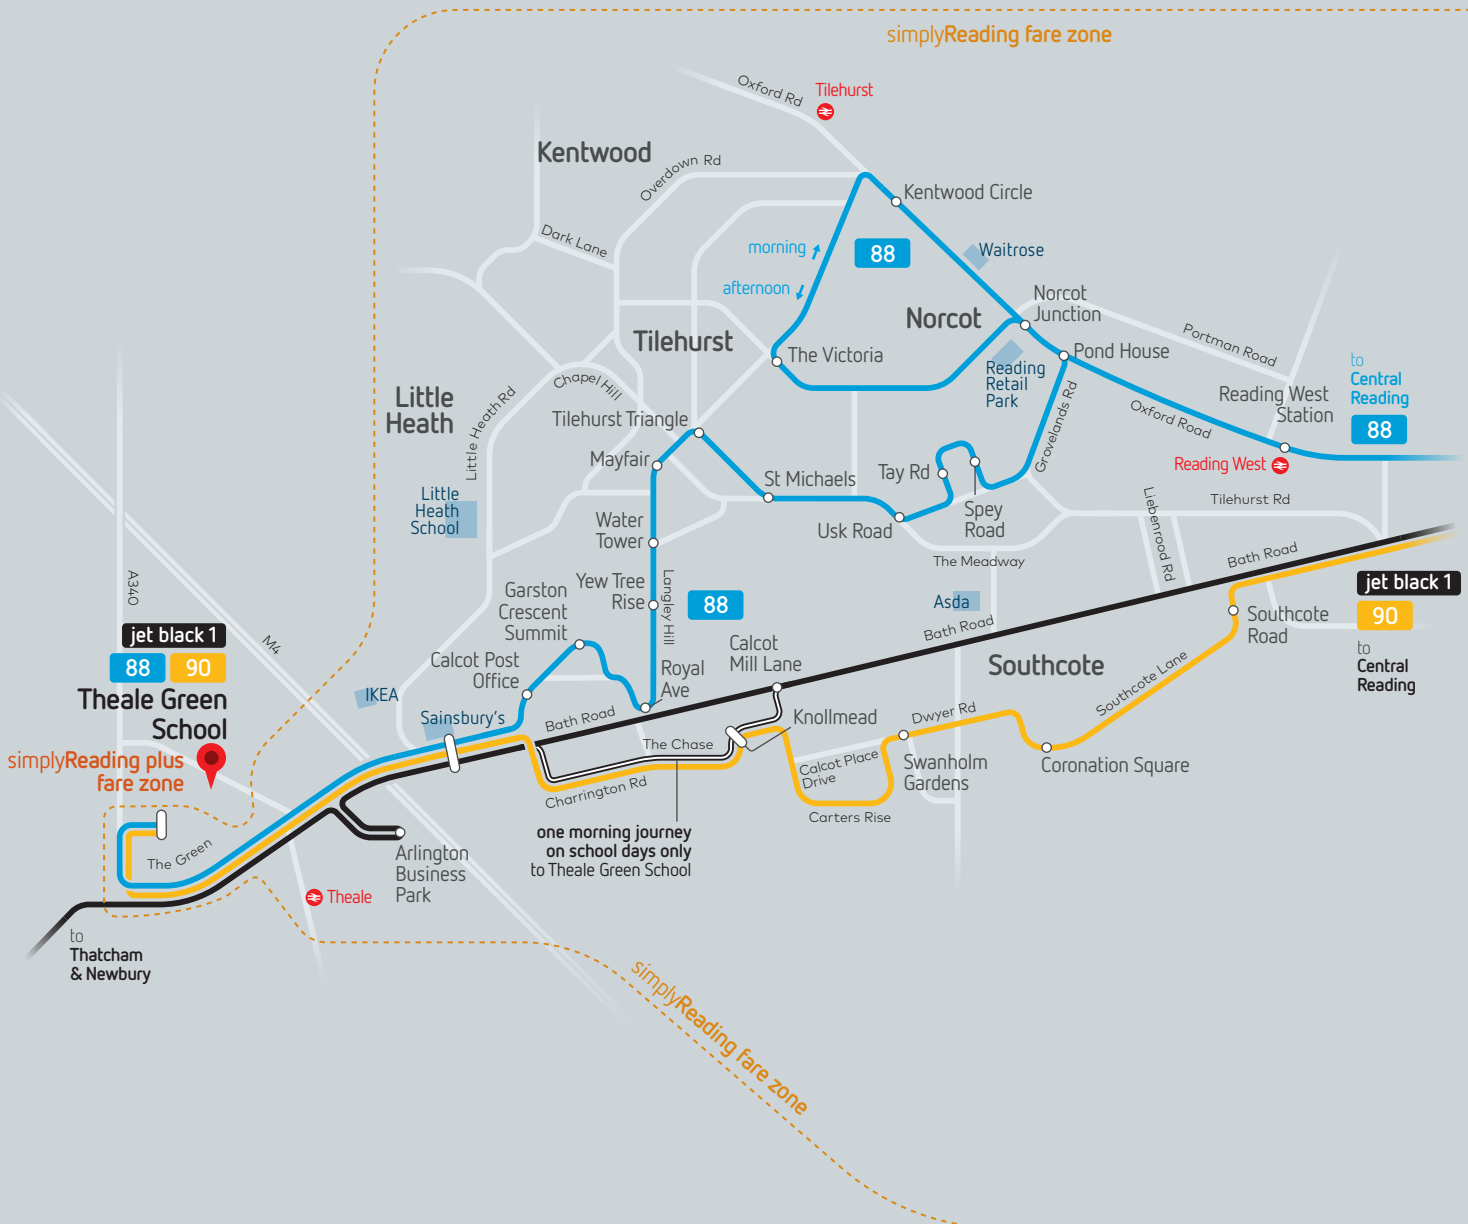 simplyReading fare zone
Oxford Rd
Tilehurst
Kentwood
Overdown Rd
Kentwood Circle
Dark Lane
morning
88
Waitrose
afternoon
Norcot
Junction
Norcot
Tilehurst
Portman Road
The Victoria
Pond House
Reading
Retail
Park
to
Central
Reading
88
Little
Heath
Chapel Hill
Little Heath Rd
Tilehurst Triangle
Grovelands Rd
Oxford Road
Reading West
Station
Reading West
Mayfair
St Michaels
Tay Rd
Little
Heath
School
Water
Tower
Usk Road
Spey
Road
Liebenrood Rd
Tilehurst Rd
The Meadway
Bath Road
A340
Garston
Crescent
Summit
Yew Tree
Rise
Langley Hill
88
Asda
Bath Road
jet black 1
90
to
Central
Reading
Southcote
Road
jet black 1
88
90
Theale Green
School
M4
Calcot Post
Office
Royal
Ave
Calcot
Mill Lane
Southcote
IKEA
Sainsbury's
Bath Road
Knollmead
Dwyer Rd
Southcote Lane
simplyReading plus
fare zone
The Chase
Calcot Place
Drive
Swanholm
Gardens
Coronation Square
Charrington Rd
Carters Rise
The Green
Arlington
Business
Park
one morning journey
on school days only
to Theale Green School
Theale
to
Thatcham
& Newbury
simplyReading fare zone